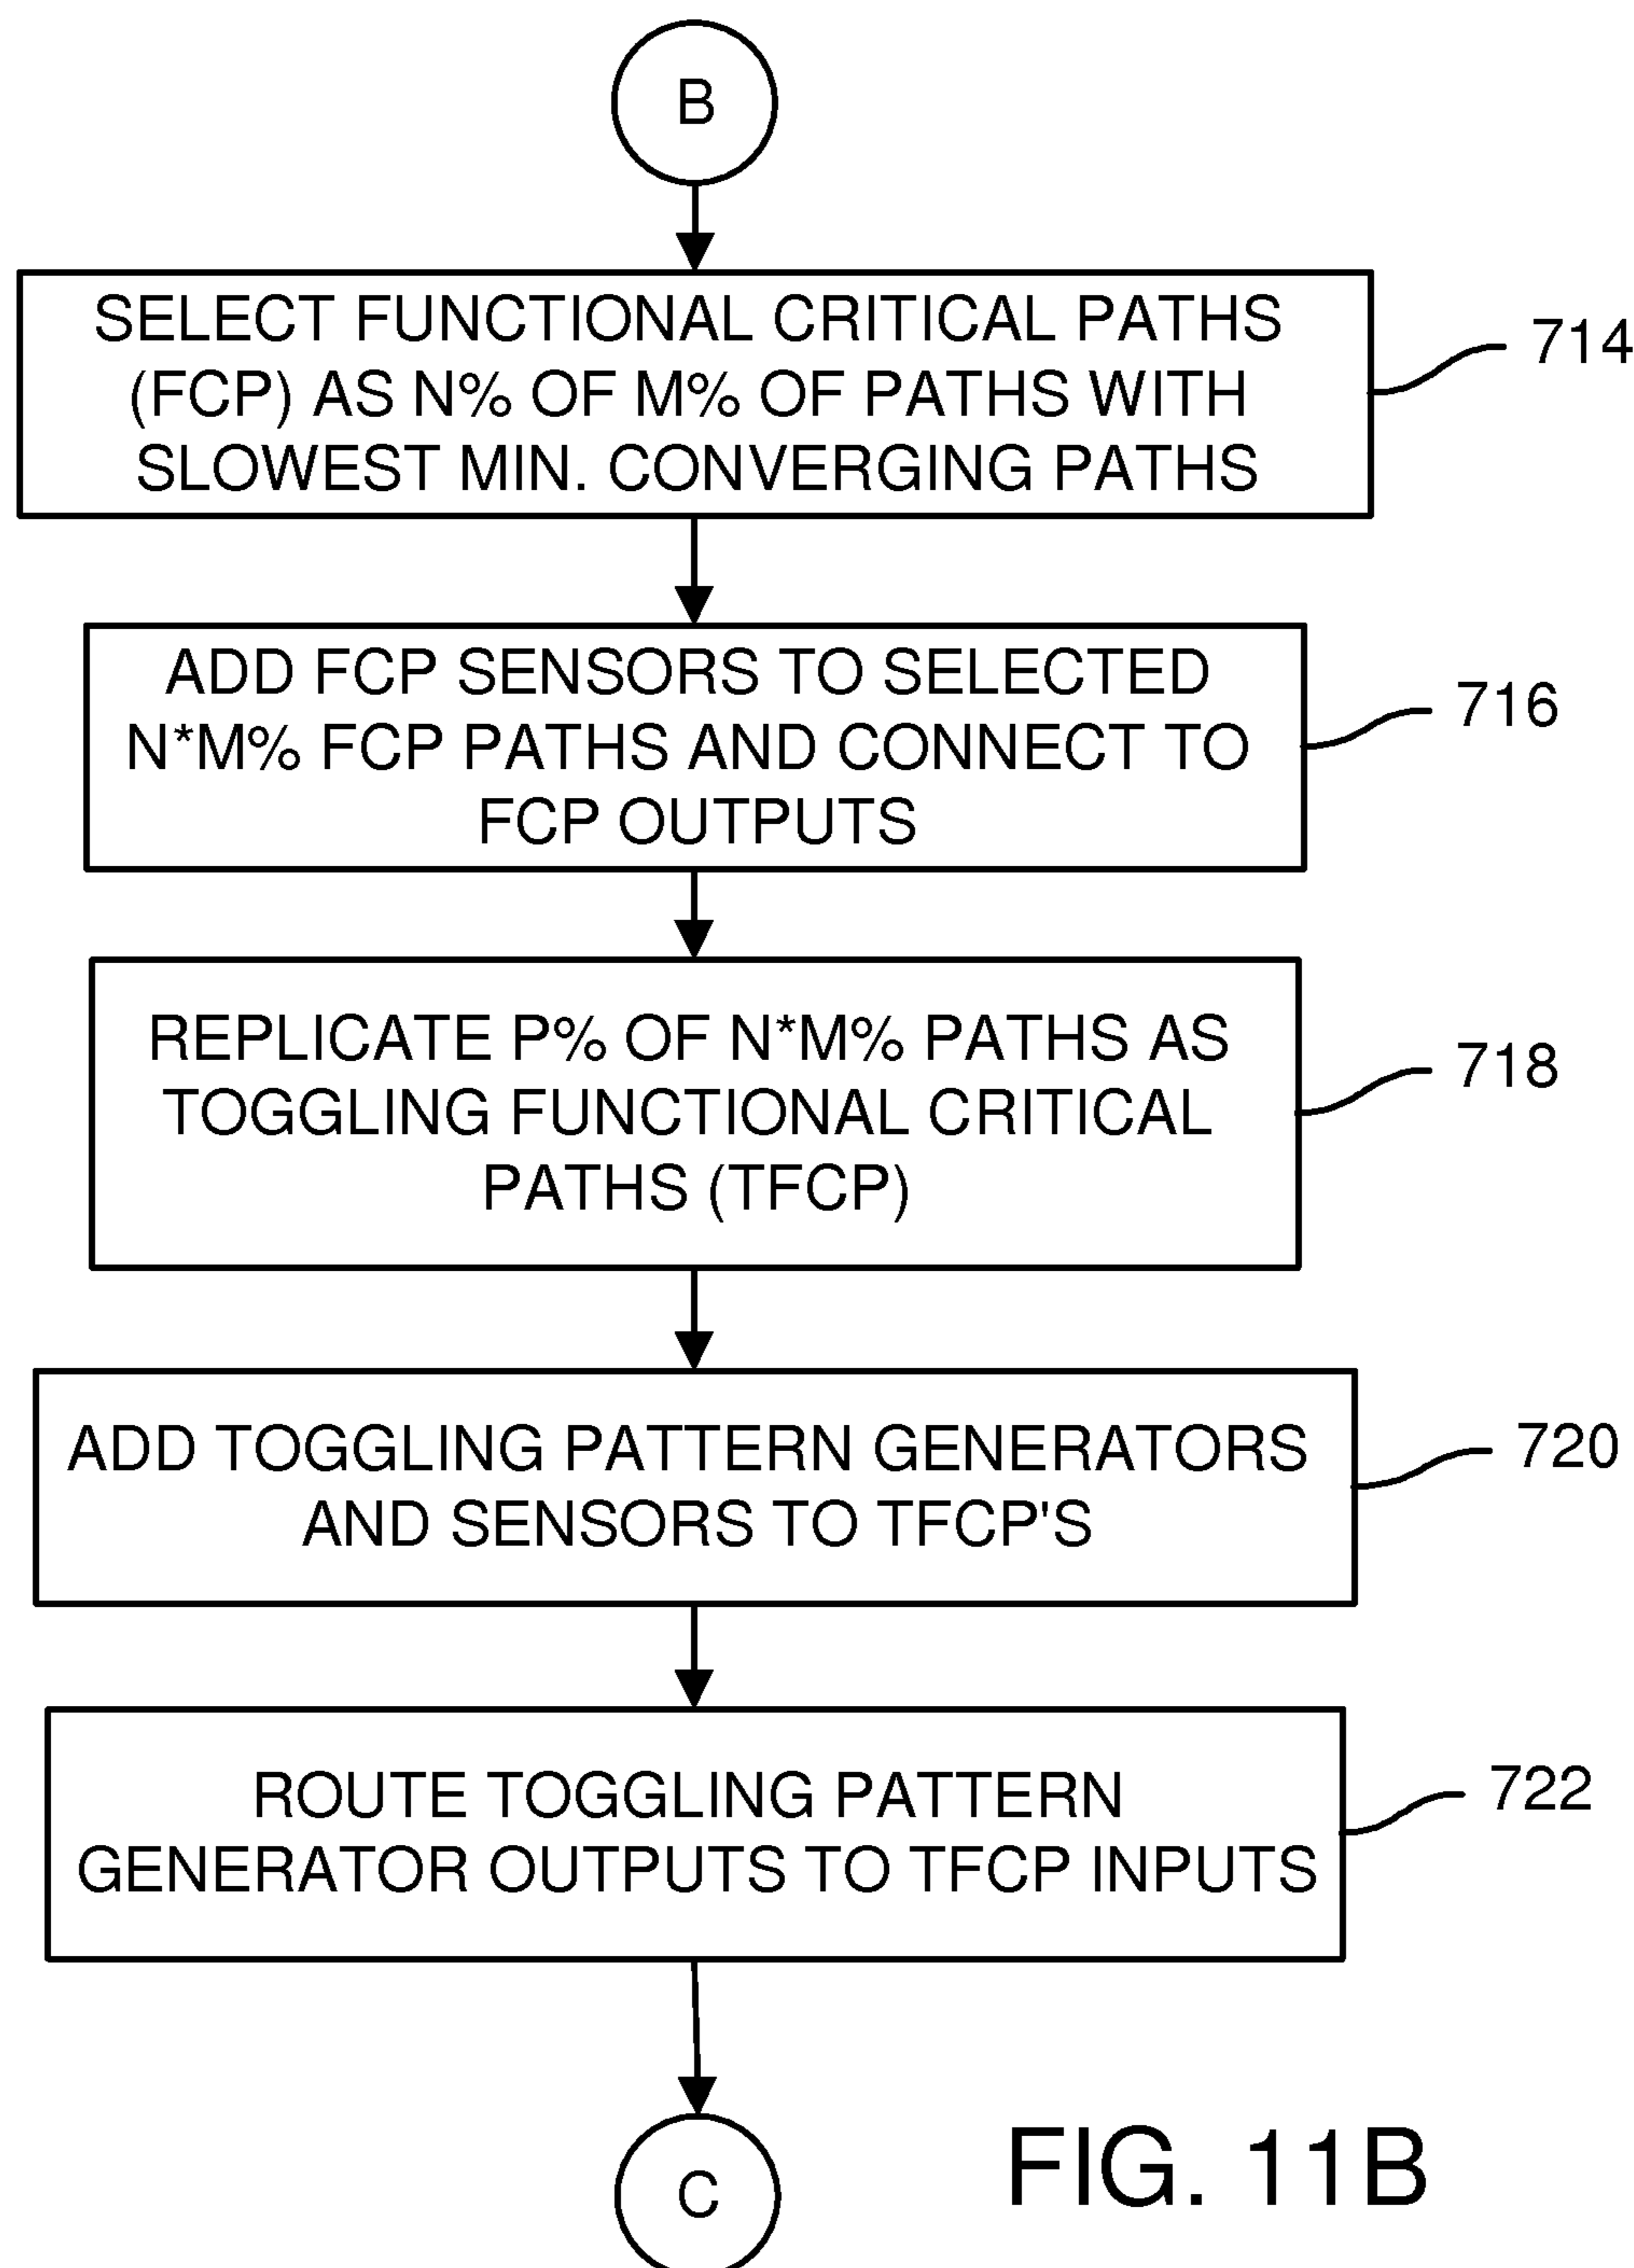 B
SELECT FUNCTIONAL CRITICAL PATHS
(FCP) AS N% OF M% OF PATHS WITH
SLOWEST MIN. CONVERGING PATHS
714
ADD FCP SENSORS TO SELECTED
N*M% FCP PATHS AND CONNECT TO
FCP OUTPUTS
716
REPLICATE P% OF N*M% PATHS AS
TOGGLING FUNCTIONAL CRITICAL
PATHS (TFCP)
718
ADD TOGGLING PATTERN GENERATORS
AND SENSORS TO TFCP'S
720
ROUTE TOGGLING PATTERN
GENERATOR OUTPUTS TO TFCP INPUTS
722
C
FIG. 11B